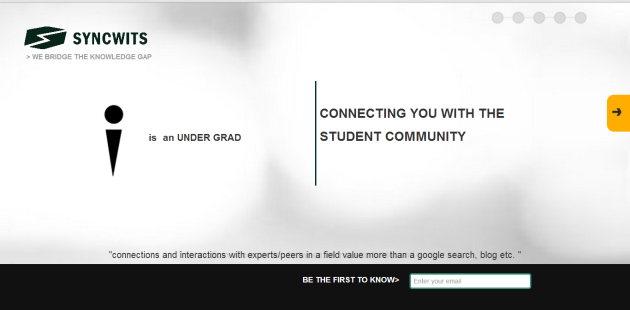 SYNCWITS
> WE BRIDGE THE KNOWLEDGE GAP
is an UNDER GRAD
CONNECTING YOU WITH THE
STUDENT COMMUNITY
"connections and interactions with experts/peers in a field value more than a google search, blog etc. "
BE THE FIRST TO KNOW>
Enter your email